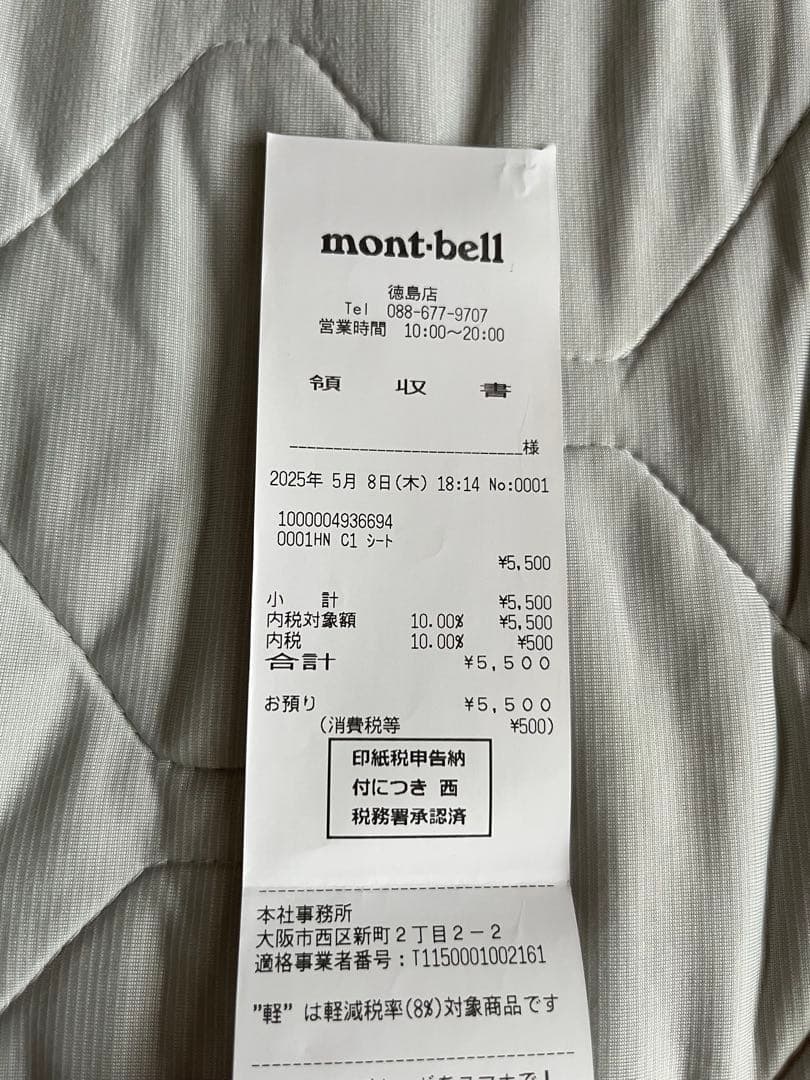 mont·bell
徳島店
Tel 088-677-9707
営業時間 10:00〜20:00
領 収 書
様
2025年 5月 8日(木) 18:14 No:0001
1000004936694
0001HN C1 シート
¥5,500
小 計 ¥5,500
内税対象額 10.00% ¥5,500
内税 10.00% ¥500
合計 ¥5,500
お預り ¥5,500
(消費税等 ¥500)
印紙税申告納
付につき 西
税務署承認済
本社事務所
大阪市西区新町2丁目2-2
適格事業者番号:T1150001002161
"軽" は軽減税率(8%)対象商品です